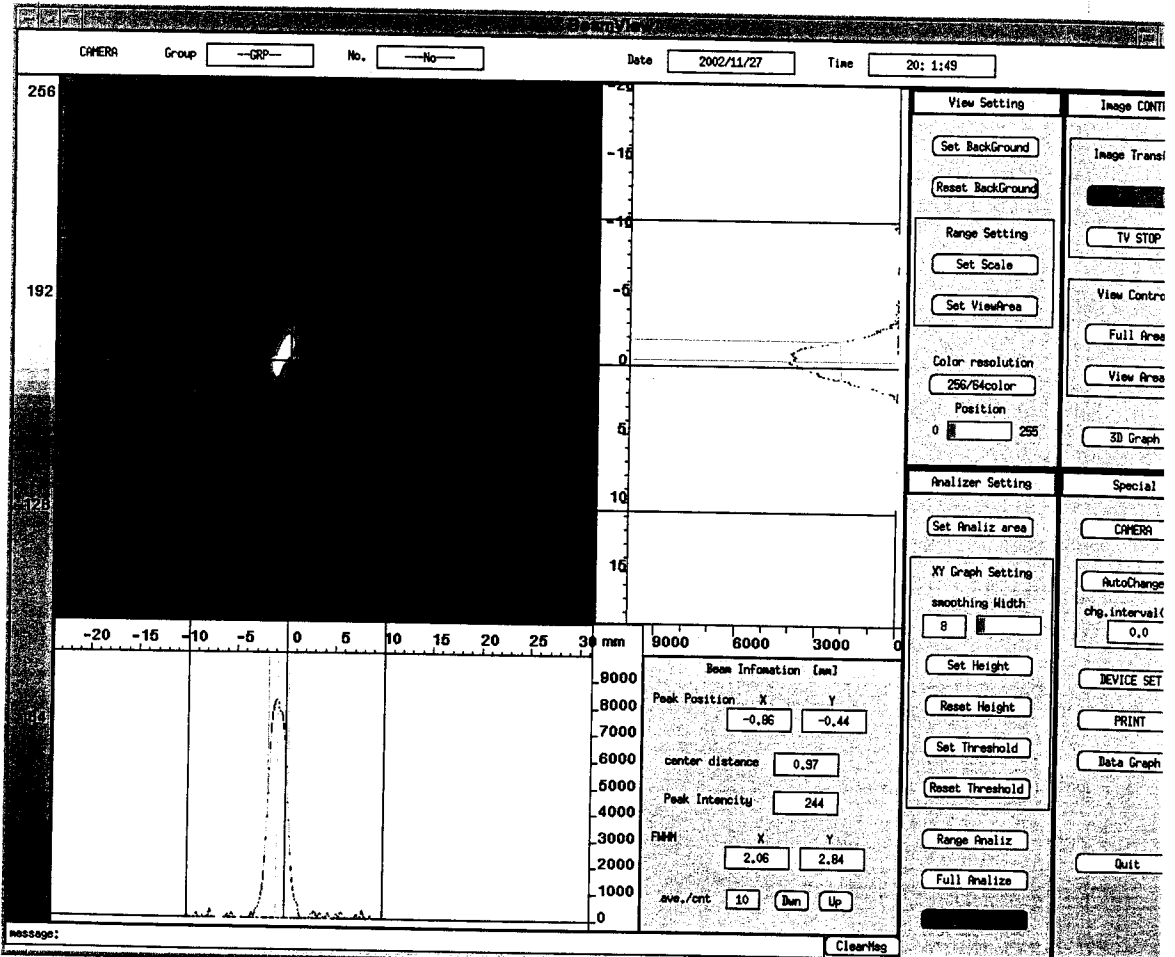 BeamView
CAMERA Group --GRP-- No. --No-- Date 2002/11/27 Time 20: 1:49
256
192
128
-20
-15
-10
-5
0
5
10
15
-20 -15 -10 -5 0 5 10 15 20 25 30 mm
9000 6000 3000 0
9000
8000
7000
6000
5000
4000
3000
2000
1000
0
Beam Infomation [mm]
Peak Position X Y
-0.86 -0.44
center distance 0.97
Peak Intencity 244
FWHM X Y
2.06 2.84
ave./cnt 10 Dwn Up
View Setting
Set BackGround
Reset BackGround
Range Setting
Set Scale
Set ViewArea
Color resolution
256/64color
Position
0 255
Analizer Setting
Set Analiz area
XY Graph Setting
smoothing Width
8
Set Height
Reset Height
Set Threshold
Reset Threshold
Range Analiz
Full Analize
Image CONT
Image Transf
TV STOP
View Contro
Full Area
View Area
3D Graph
Special
CAMERA
AutoChange
chg.interval(
0.0
DEVICE SET
PRINT
Data Graph
Quit
message:
ClearMsg